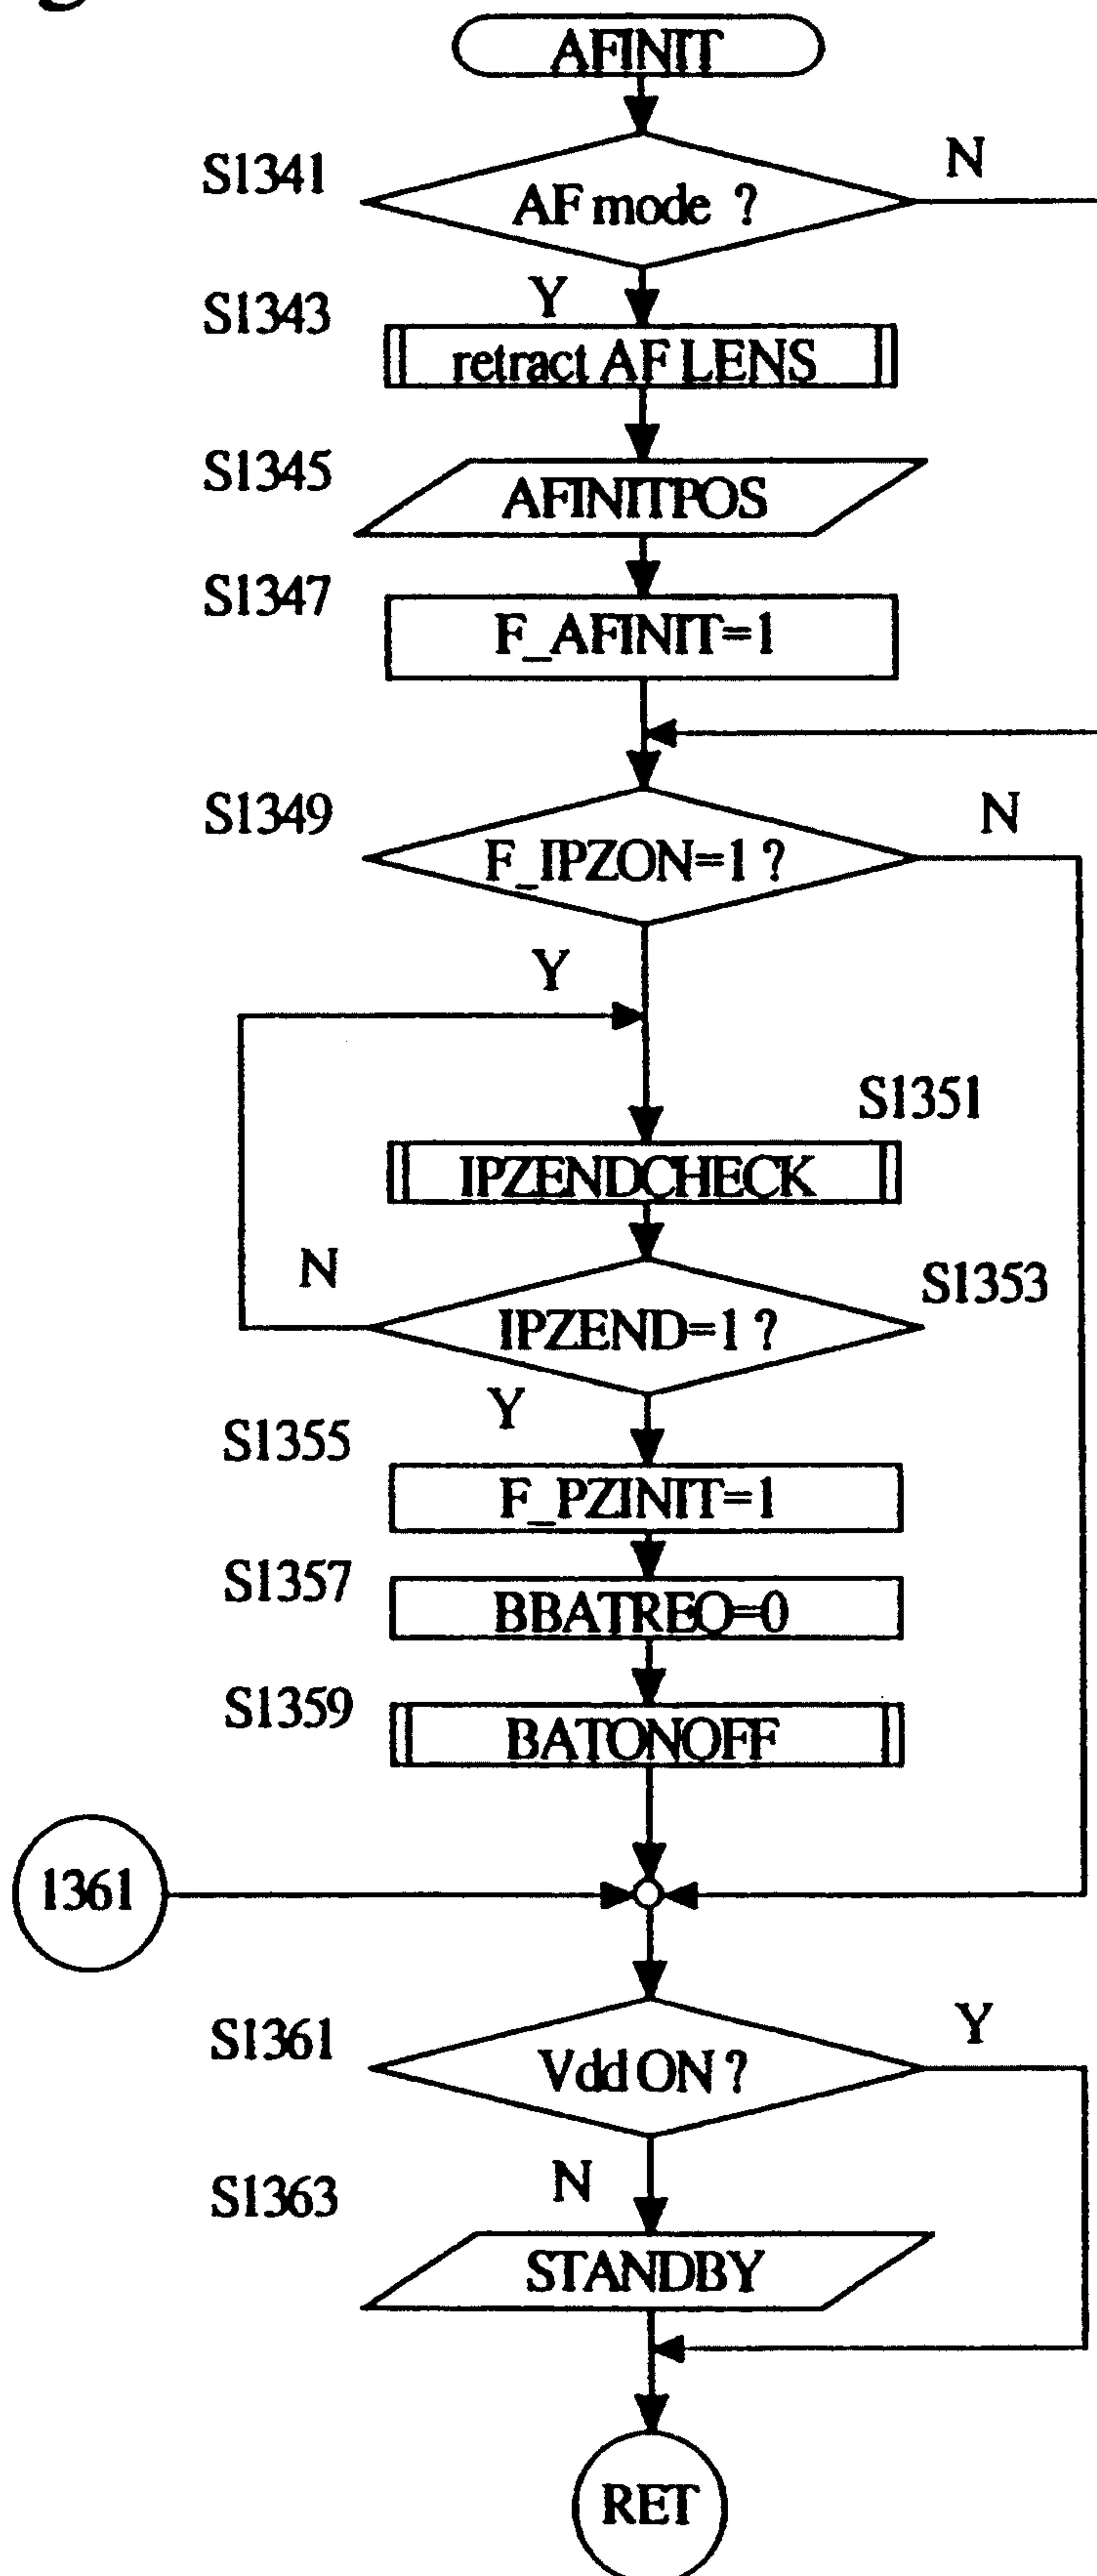 AFINIT
S1341
AF mode ?
N
Y
S1343
retract AF LENS
S1345
AFINITPOS
S1347
F_AFINIT=1
S1349
F_IPZON=1 ?
N
Y
S1351
IPZENDCHECK
N
S1353
IPZEND=1 ?
Y
S1355
F_PZINIT=1
S1357
BBATREQ=0
S1359
BATONOFF
1361
S1361
Vdd ON ?
Y
N
S1363
STANDBY
RET